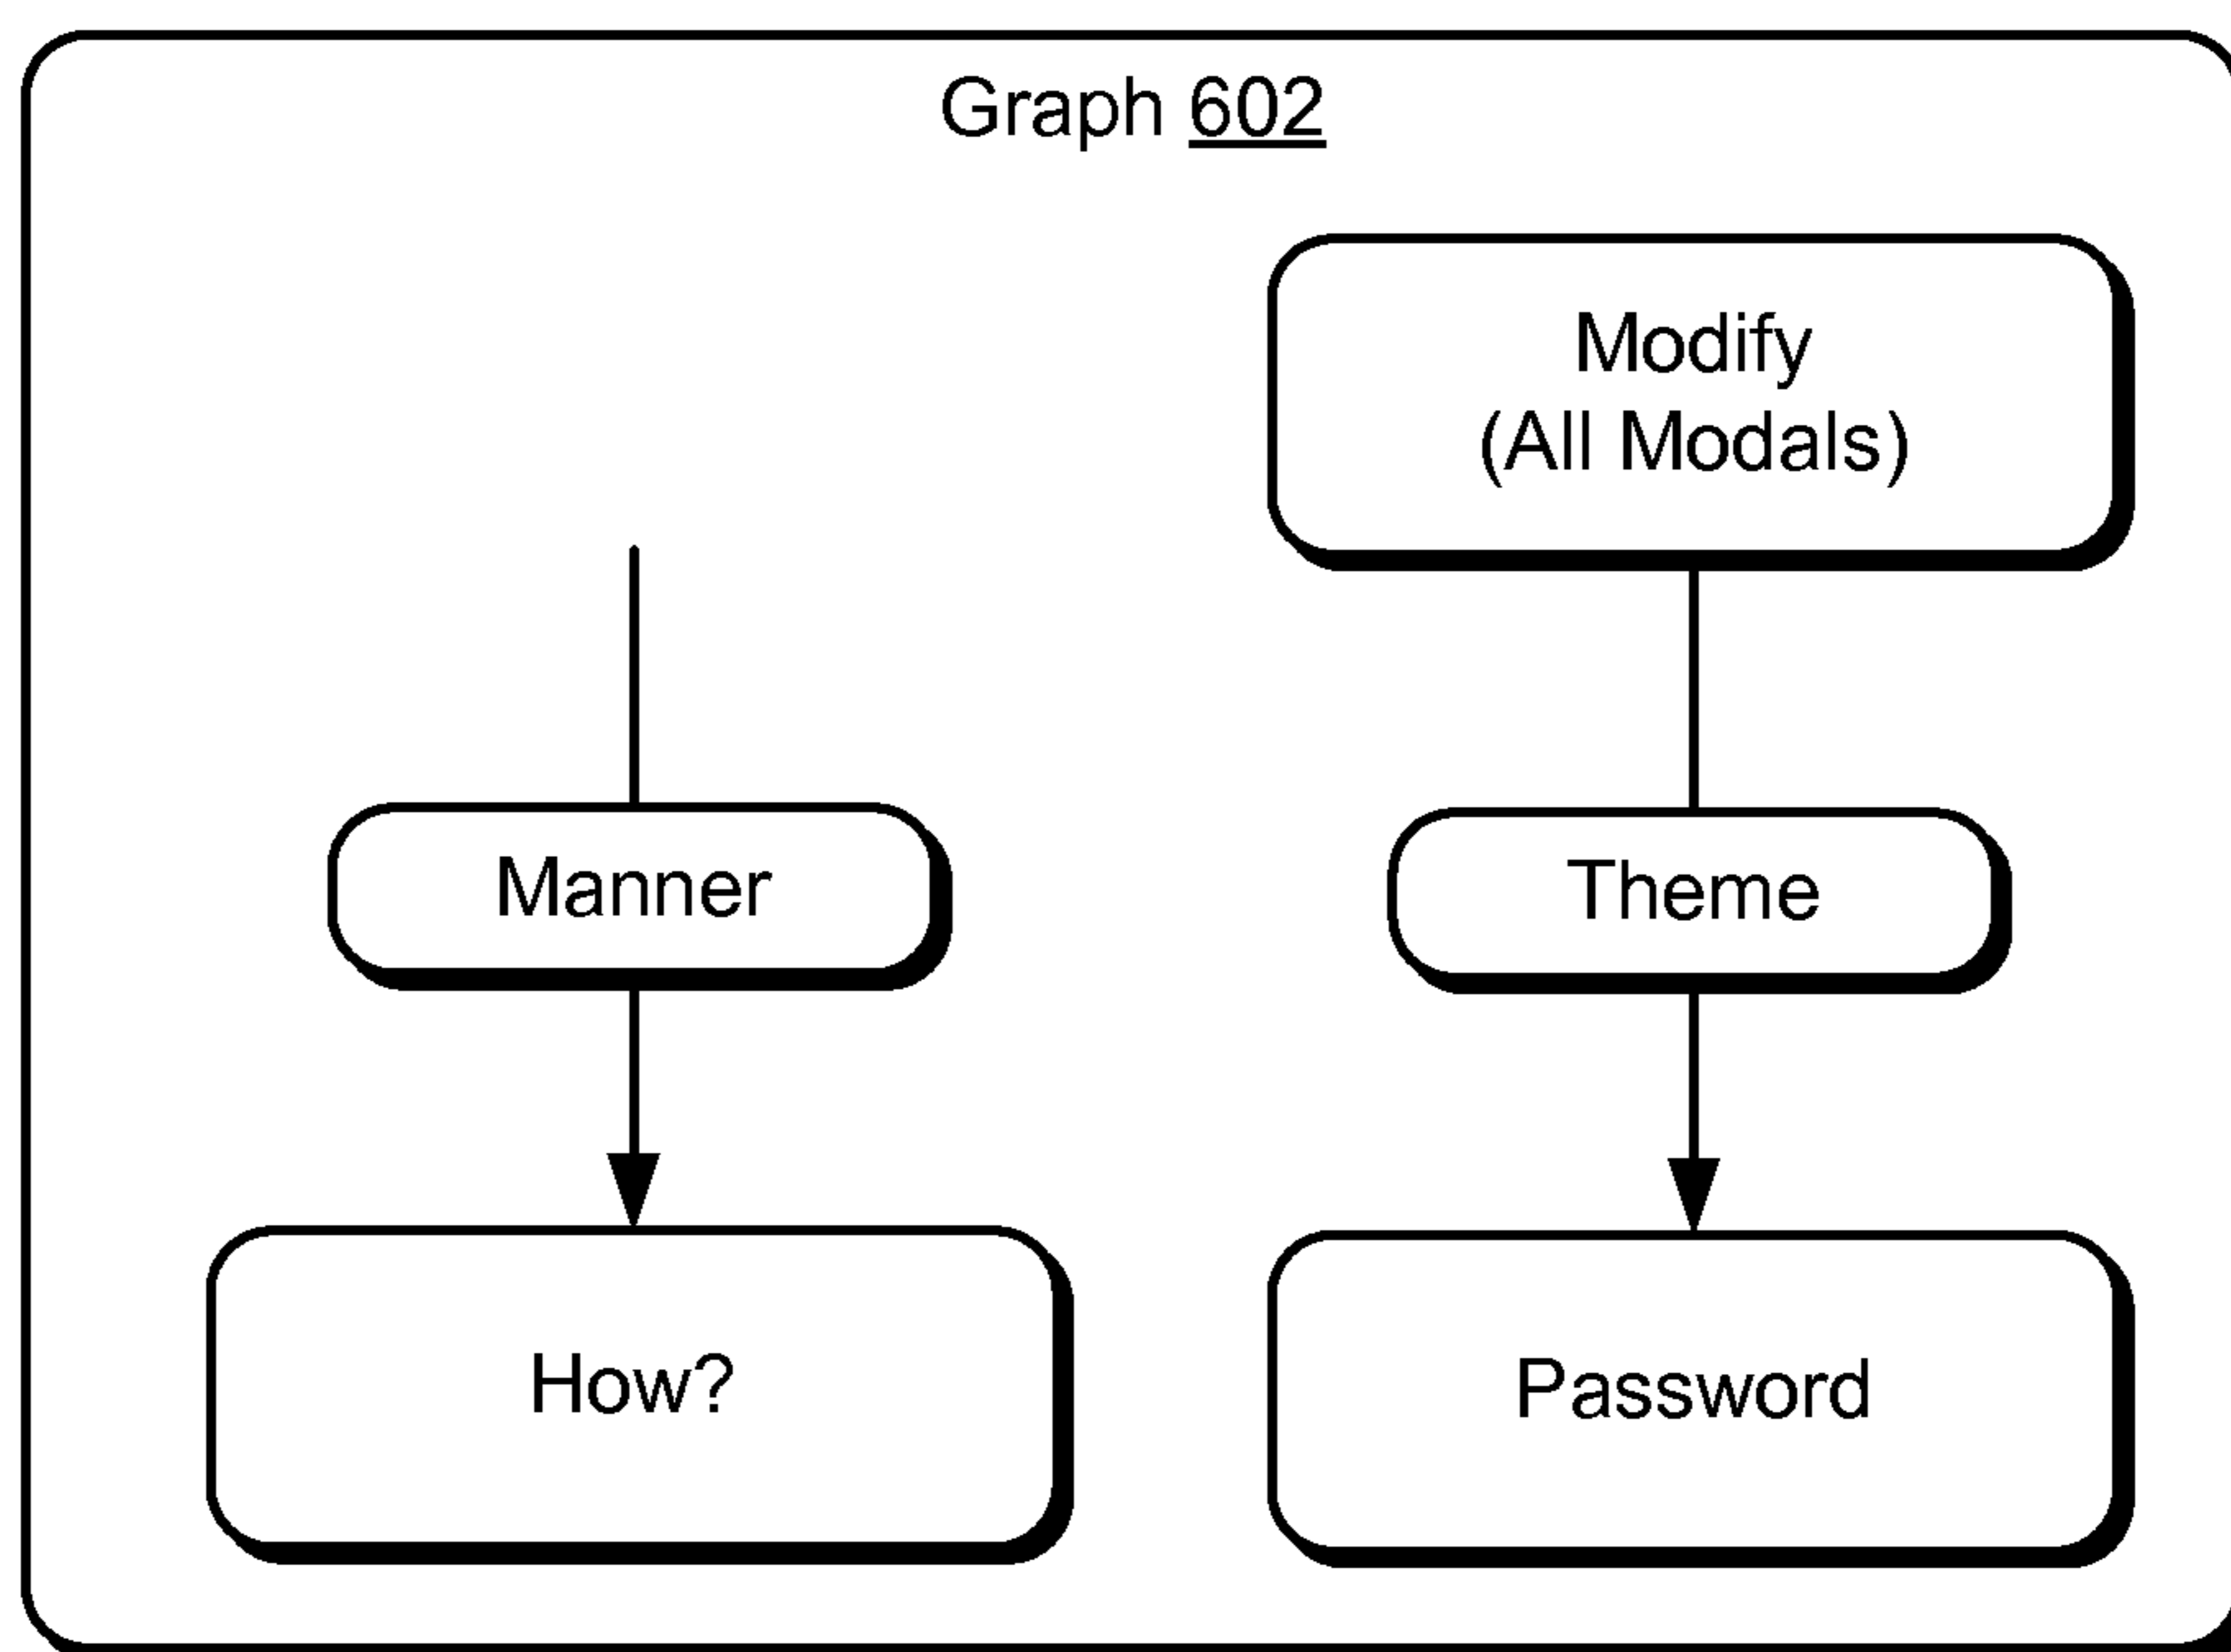 Graph 602
Modify
(All Modals)
Manner
Theme
How?
Password